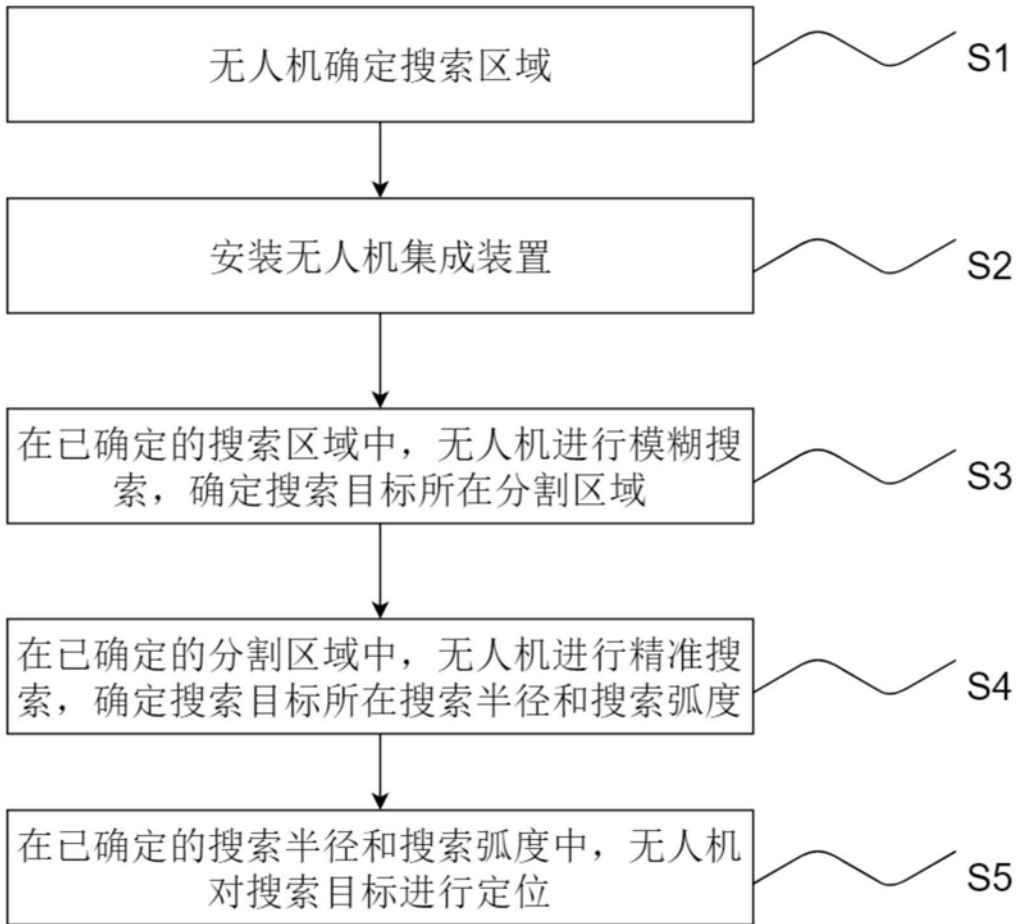 无人机确定搜索区域
S1
安装无人机集成装置
S2
在已确定的搜索区域中，无人机进行模糊搜
索，确定搜索目标所在分割区域
S3
在已确定的分割区域中，无人机进行精准搜
索，确定搜索目标所在搜索半径和搜索弧度
S4
在已确定的搜索半径和搜索弧度中，无人机
对搜索目标进行定位
S5